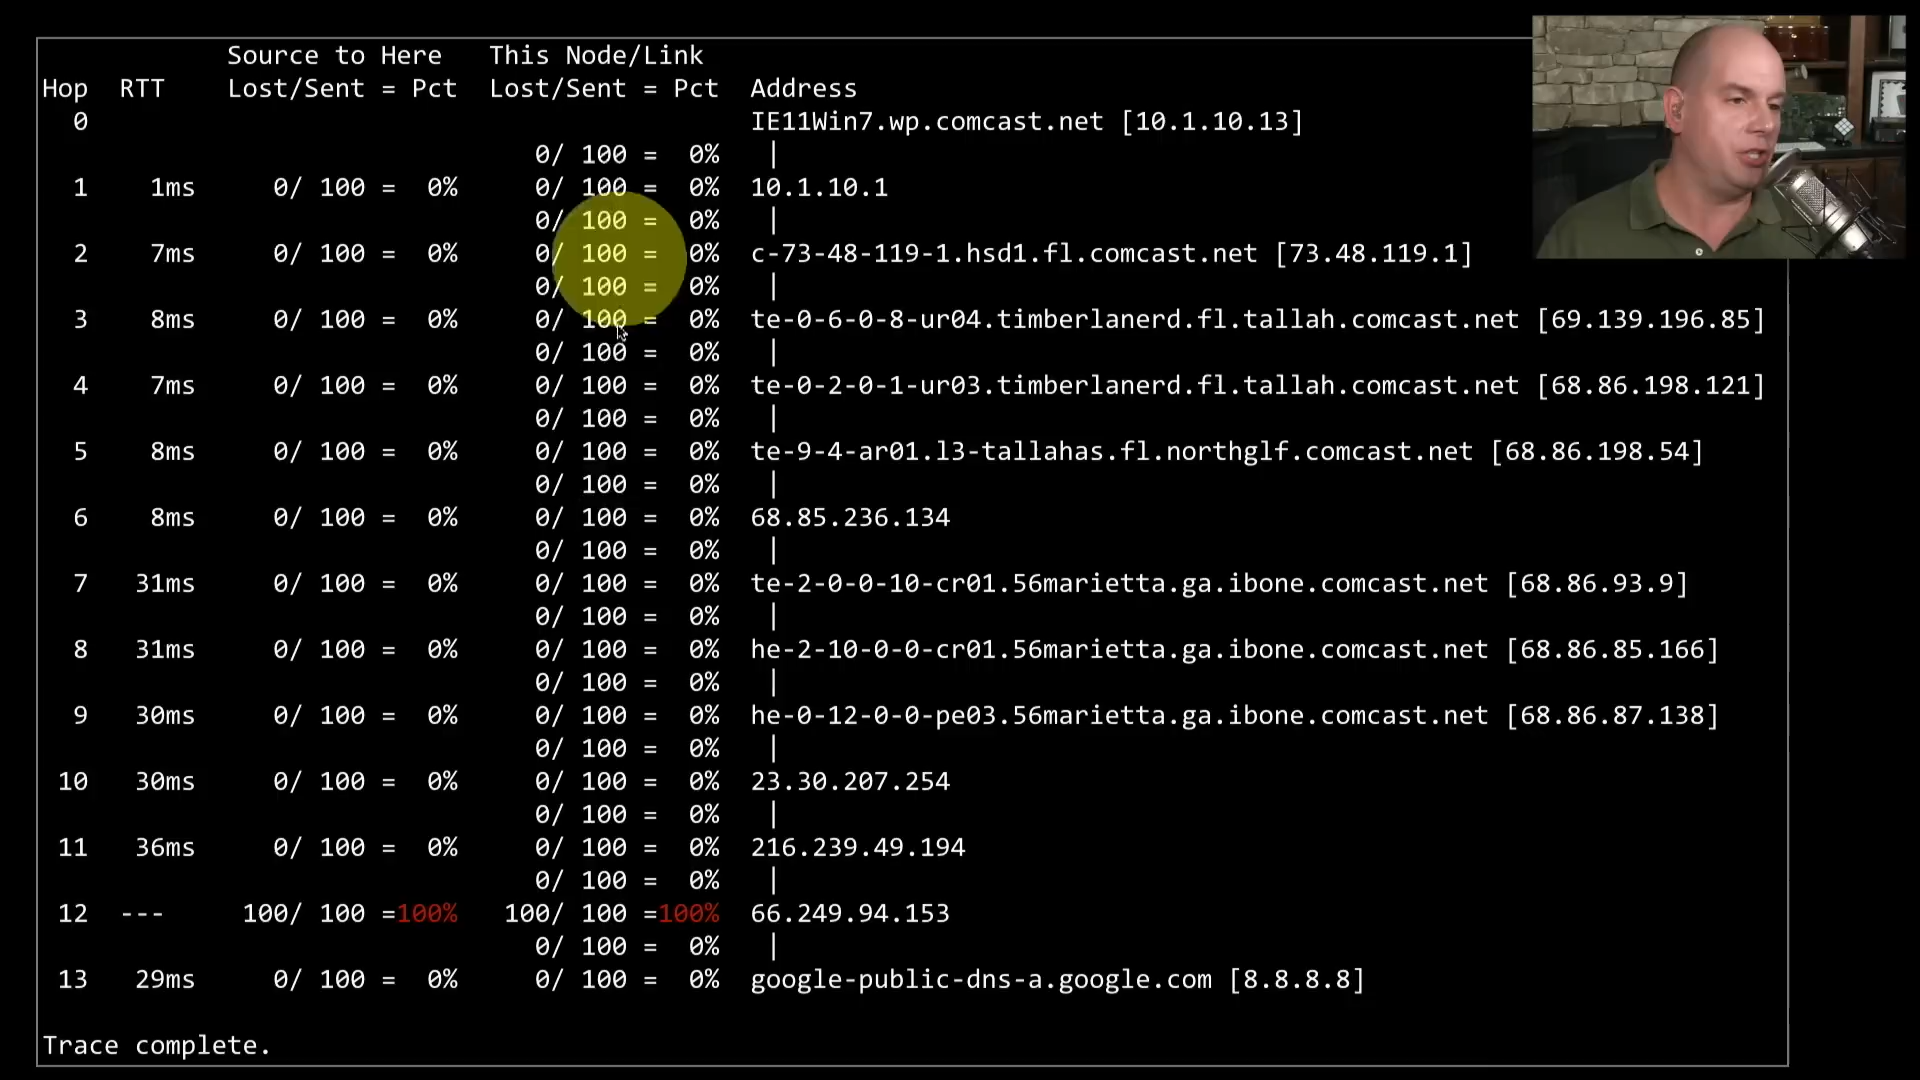 Source to Here This Node/Link
Hop RTT Lost/Sent = Pct Lost/Sent = Pct Address
0 IE11Win7.wp.comcast.net [10.1.10.13]
0/ 100 = 0% |
1 1ms 0/ 100 = 0% 0/ 100 = 0% 10.1.10.1
0/ 100 = 0% |
2 7ms 0/ 100 = 0% 0/ 100 = 0% c-73-48-119-1.hsd1.fl.comcast.net [73.48.119.1]
0/ 100 = 0% |
3 8ms 0/ 100 = 0% 0/ 100 = 0% te-0-6-0-8-ur04.timberlanerd.fl.tallah.comcast.net [69.139.196.85]
0/ 100 = 0% |
4 7ms 0/ 100 = 0% 0/ 100 = 0% te-0-2-0-1-ur03.timberlanerd.fl.tallah.comcast.net [68.86.198.121]
0/ 100 = 0% |
5 8ms 0/ 100 = 0% 0/ 100 = 0% te-9-4-ar01.l3-tallahas.fl.northglf.comcast.net [68.86.198.54]
0/ 100 = 0% |
6 8ms 0/ 100 = 0% 0/ 100 = 0% 68.85.236.134
0/ 100 = 0% |
7 31ms 0/ 100 = 0% 0/ 100 = 0% te-2-0-0-10-cr01.56marietta.ga.ibone.comcast.net [68.86.93.9]
0/ 100 = 0% |
8 31ms 0/ 100 = 0% 0/ 100 = 0% he-2-10-0-0-cr01.56marietta.ga.ibone.comcast.net [68.86.85.166]
0/ 100 = 0% |
9 30ms 0/ 100 = 0% 0/ 100 = 0% he-0-12-0-0-pe03.56marietta.ga.ibone.comcast.net [68.86.87.138]
0/ 100 = 0% |
10 30ms 0/ 100 = 0% 0/ 100 = 0% 23.30.207.254
0/ 100 = 0% |
11 36ms 0/ 100 = 0% 0/ 100 = 0% 216.239.49.194
0/ 100 = 0% |
12 --- 100/ 100 =100% 100/ 100 =100% 66.249.94.153
0/ 100 = 0% |
13 29ms 0/ 100 = 0% 0/ 100 = 0% google-public-dns-a.google.com [8.8.8.8]
Trace complete.